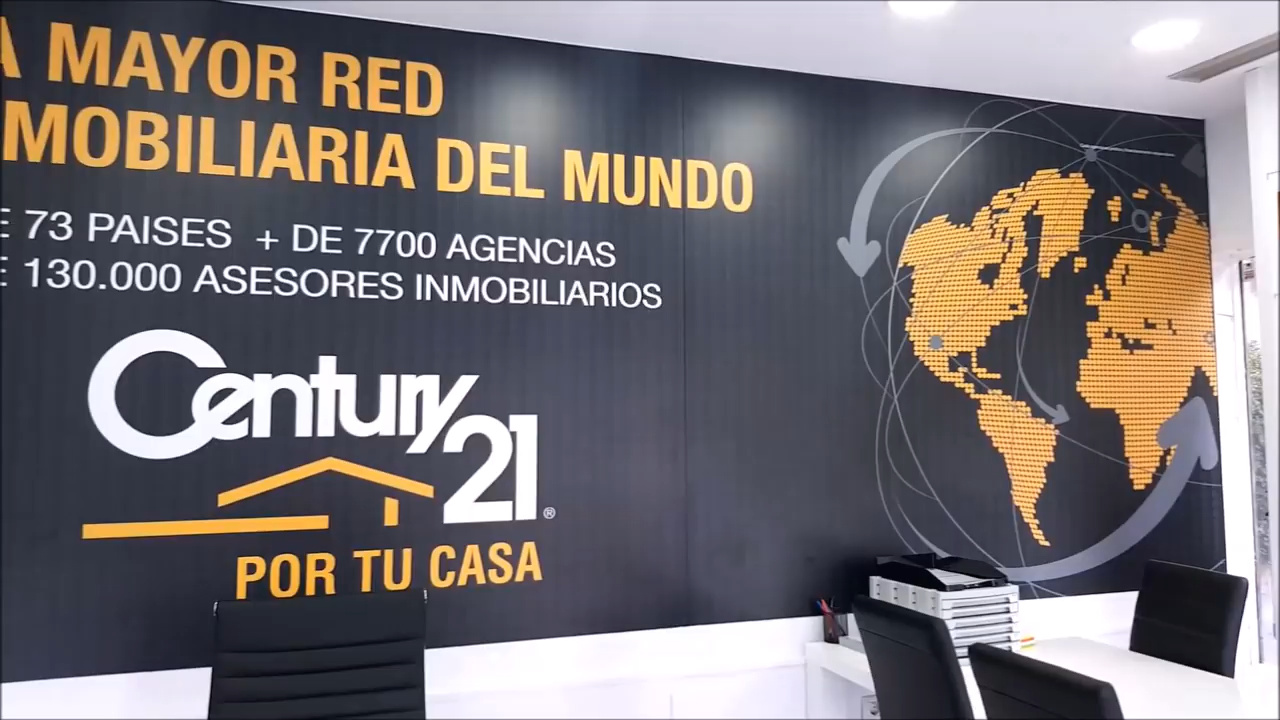 A MAYOR RED
MOBILIARIA DEL MUNDO
E 73 PAISES + DE 7700 AGENCIAS
E 130.000 ASESORES INMOBILIARIOS
Century
21®
POR TU CASA